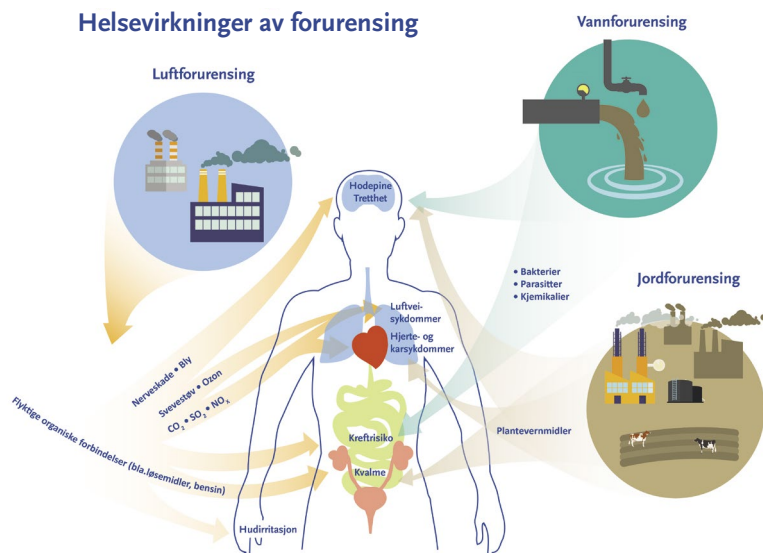 Helsevirkninger av forurensing
Luftforurensing
Vannforurensing
Hodepine
Tretthet
• Bakterier
• Parasitter
• Kjemikalier
Jordforurensing
Luftvei-
sykdommer
Hjerte- og
karsykdommer
Nerveskade • Bly
Svevestøv • Ozon
CO₂ • SO₂ • NOₓ
Flyktige organiske forbindelser (bla.løsemidler, bensin)
Kreftrisiko
Plantevernmidler
Kvalme
Hudirritasjon